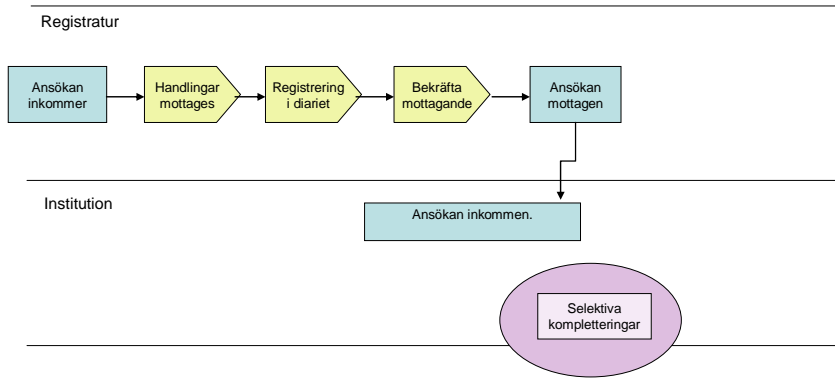 Registratur
Ansökan
inkommer
Handlingar
mottages
Registrering
i diariet
Bekräfta
mottagande
Ansökan
mottagen
Institution
Ansökan inkommen.
Selektiva
kompletteringar